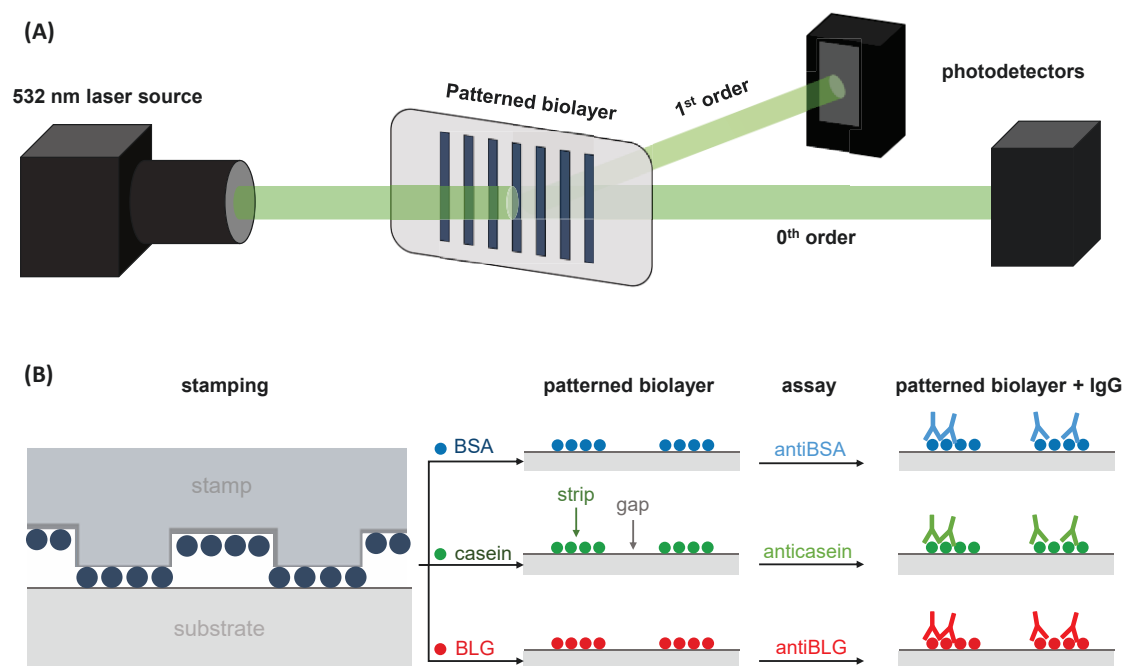 (A)
532 nm laser source
Patterned biolayer
1st order
photodetectors
0th order
(B)
stamping
patterned biolayer
assay
patterned biolayer + IgG
stamp
substrate
BSA
antiBSA
strip
gap
casein
anticasein
BLG
antiBLG